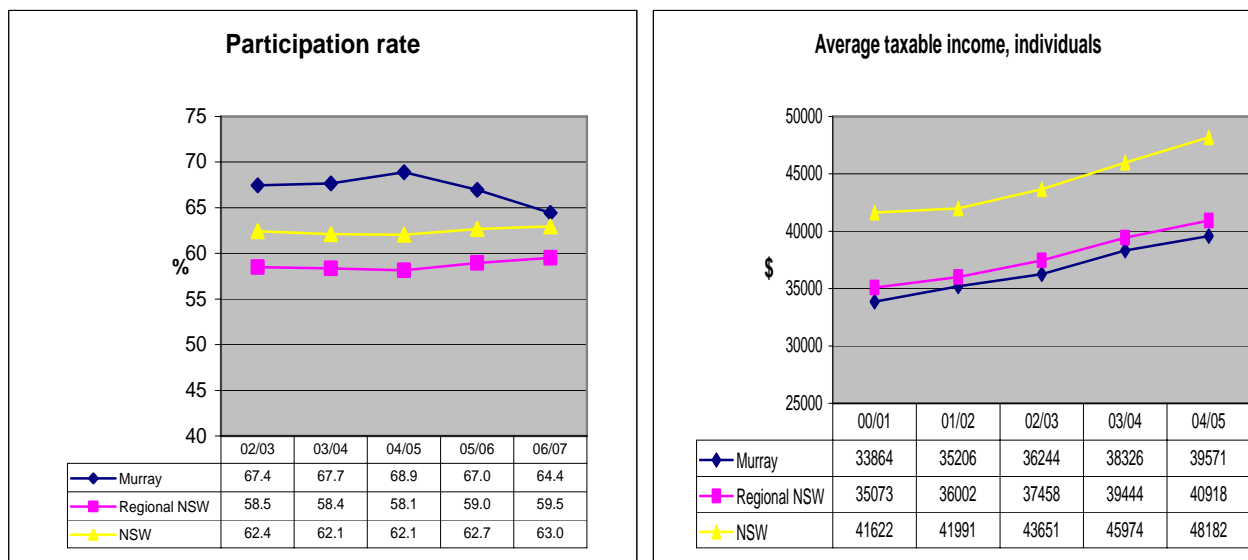 Participation rate
75
70
65
60
%
55
50
45
40
02/03 03/04 04/05 05/06 06/07
Murray 67.4 67.7 68.9 67.0 64.4
Regional NSW 58.5 58.4 58.1 59.0 59.5
NSW 62.4 62.1 62.1 62.7 63.0
Average taxable income, individuals
50000
45000
40000
$
35000
30000
25000
00/01 01/02 02/03 03/04 04/05
Murray 33864 35206 36244 38326 39571
Regional NSW 35073 36002 37458 39444 40918
NSW 41622 41991 43651 45974 48182